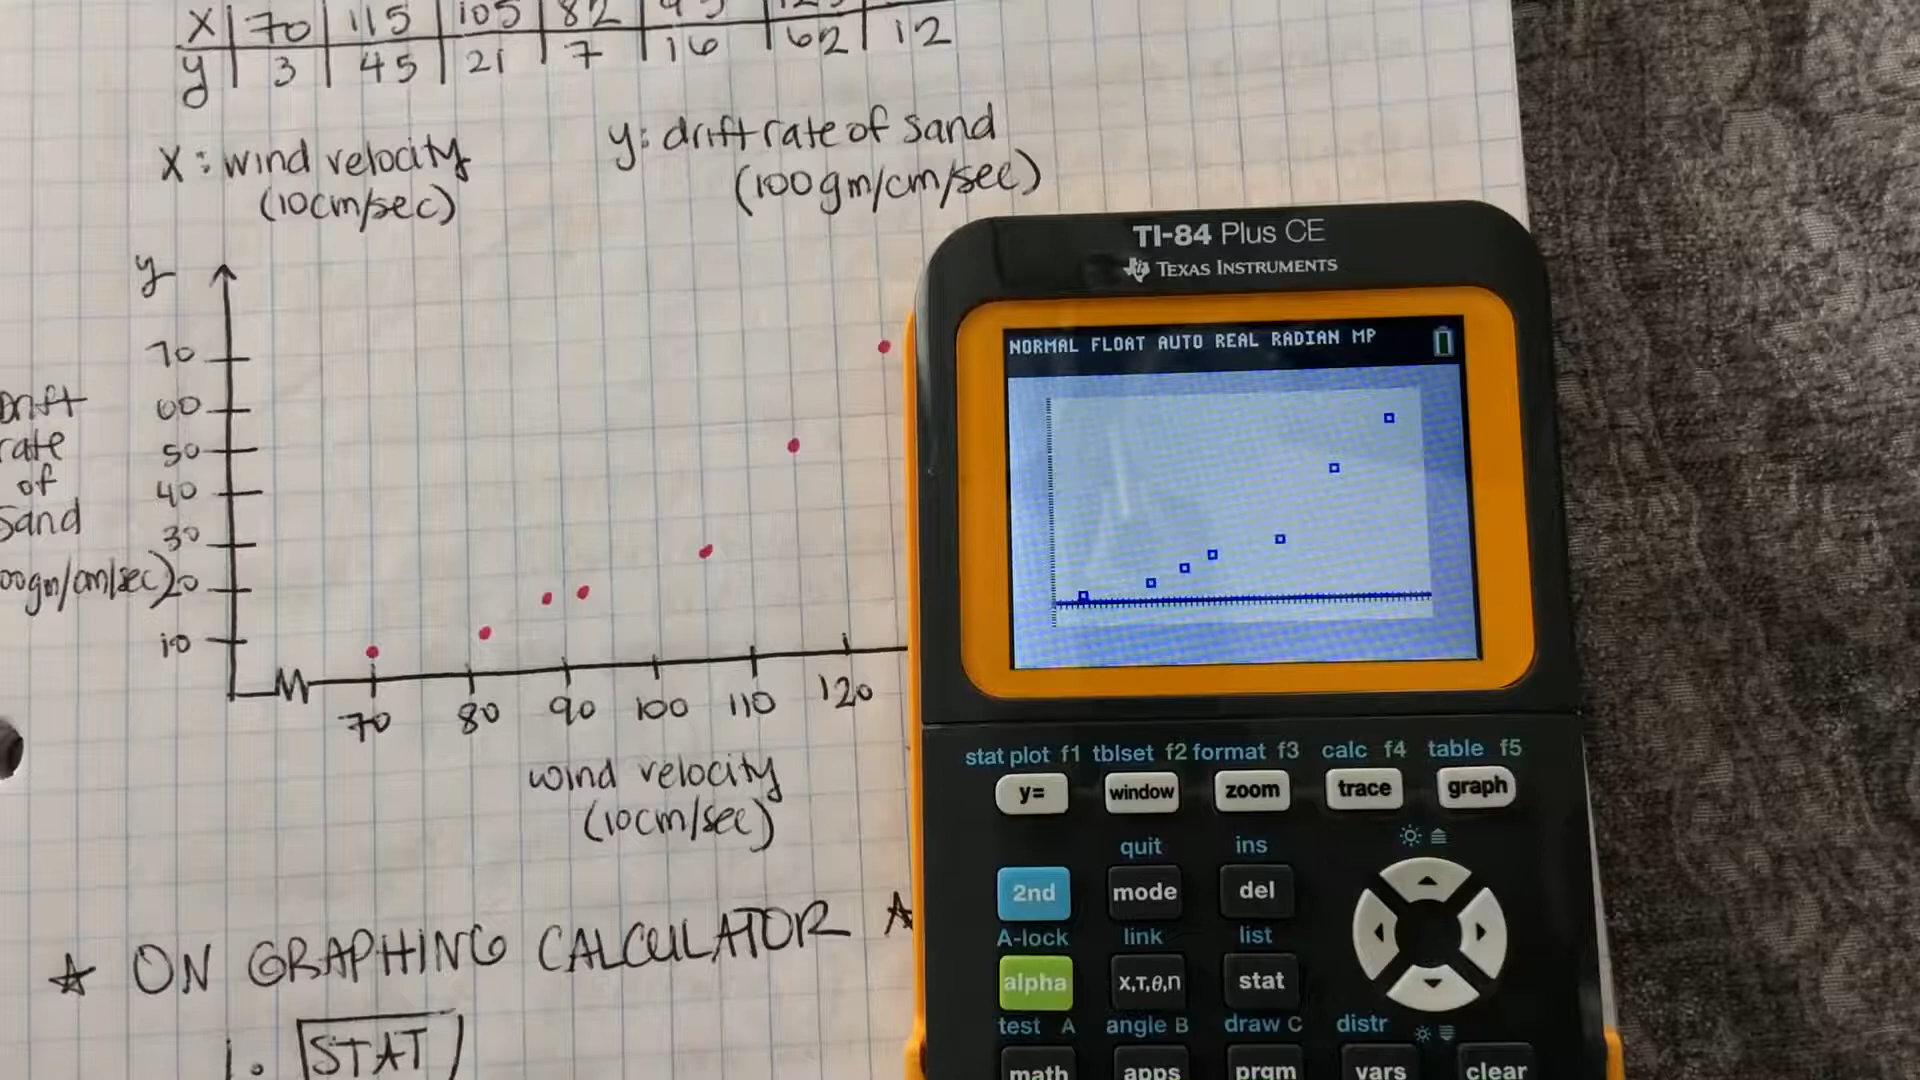 X 70 115 105 82
y 3 45 21 7 16 62 12
X: wind velocity
(10cm/sec)
y: drift rate of sand
(100gm/cm/sec)
y
70
60
50
40
30
20
10
Drift
rate
of
Sand
00gm/cm/sec)
70 80 90 100 110 120
wind velocity
(10cm/sec)
☆ ON GRAPHING CALCULATOR ☆
1. STAT
TI-84 Plus CE
TEXAS INSTRUMENTS
NORMAL FLOAT AUTO REAL RADIAN MP
stat plot f1 tblset f2 format f3 calc f4 table f5
y= window zoom trace graph
quit ins
2nd mode del
A-lock link list
alpha X,T,θ,n stat
test A angle B draw C distr
math apps prgm vars clear